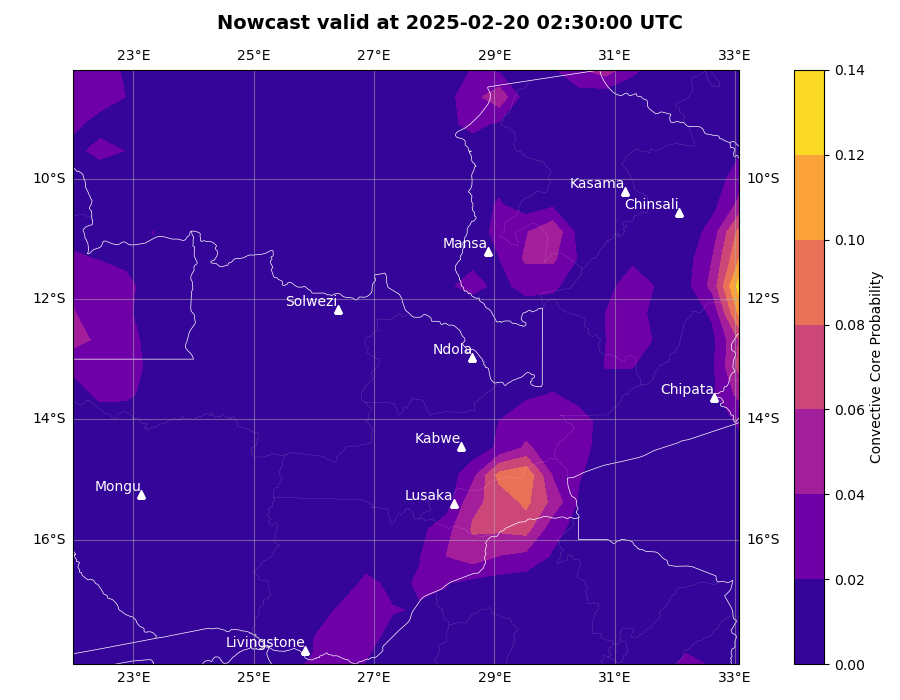 Nowcast valid at 2025-02-20 02:30:00 UTC
23°E 25°E 27°E 29°E 31°E 33°E
0.14
0.12
0.10
0.08
0.06
0.04
0.02
0.00
Convective Core Probability
10°S 10°S
12°S 12°S
14°S 14°S
16°S 16°S
Kasama
Chinsali
Mansa
Solwezi
Ndola
Chipata
Kabwe
Mongu
Lusaka
Livingstone
23°E 25°E 27°E 29°E 31°E 33°E